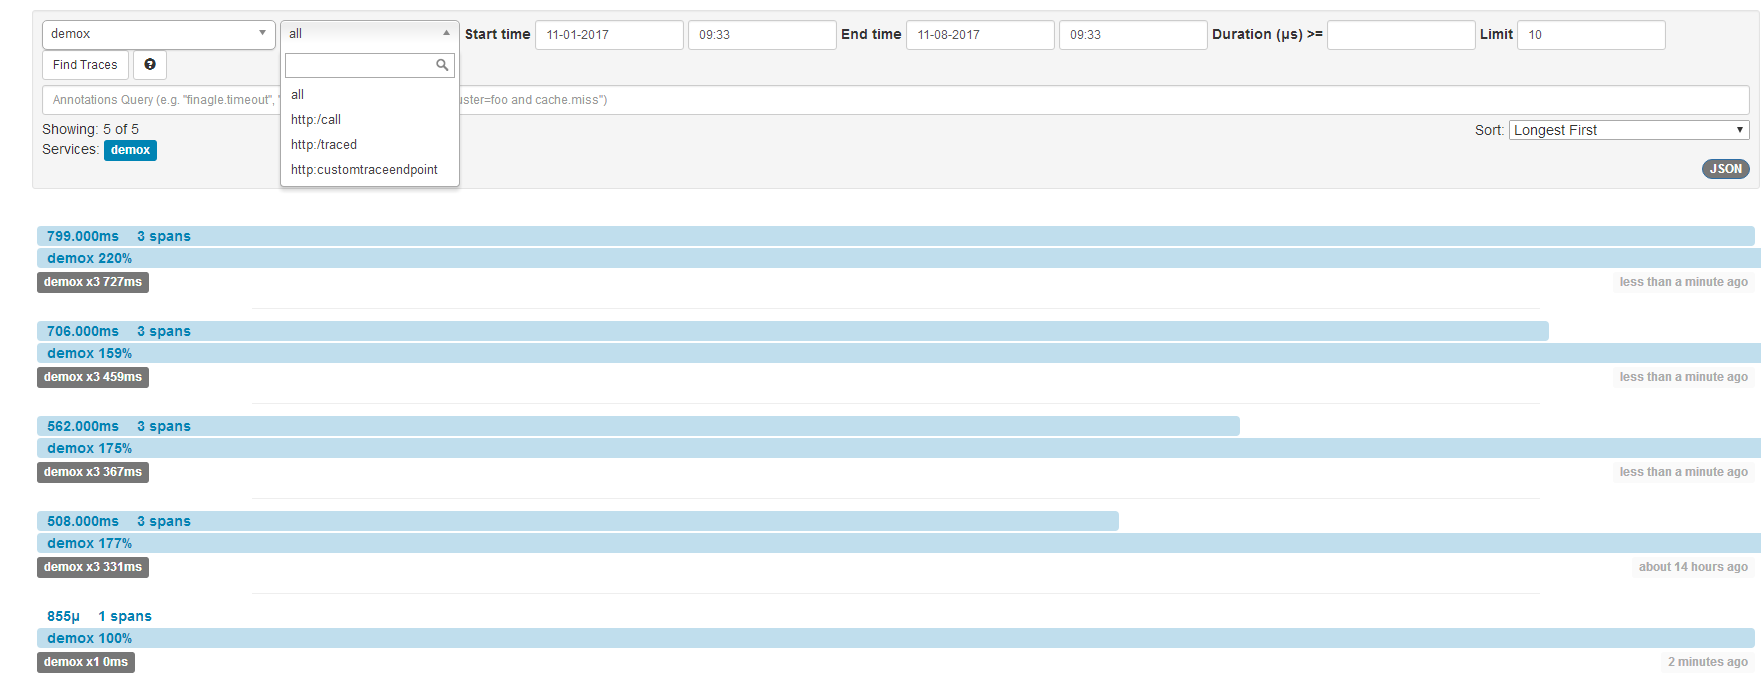 demox all Start time 11-01-2017 09:33 End time 11-08-2017 09:33 Duration (µs) >= Limit 10
Find Traces ?
all
http:/call
http:/traced
http:customtraceendpoint
Annotations Query (e.g. "finagle.timeout", " uster=foo and cache.miss")
Showing: 5 of 5
Sort: Longest First
Services: demox
JSON
799.000ms 3 spans
demox 220%
demox x3 727ms less than a minute ago
706.000ms 3 spans
demox 159%
demox x3 459ms less than a minute ago
562.000ms 3 spans
demox 175%
demox x3 367ms less than a minute ago
508.000ms 3 spans
demox 177%
demox x3 331ms about 14 hours ago
855µ 1 spans
demox 100%
demox x1 0ms 2 minutes ago